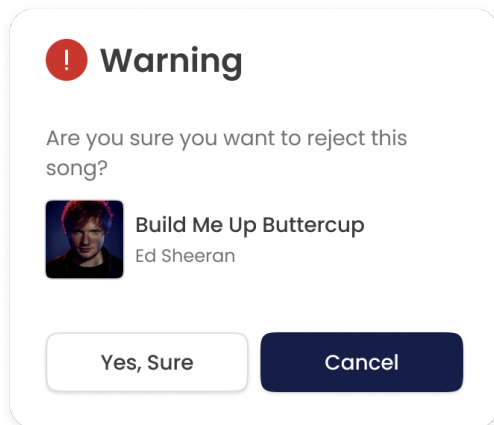 !
Warning
Are you sure you want to reject this
song?
Build Me Up Buttercup
Ed Sheeran
Yes, Sure
Cancel